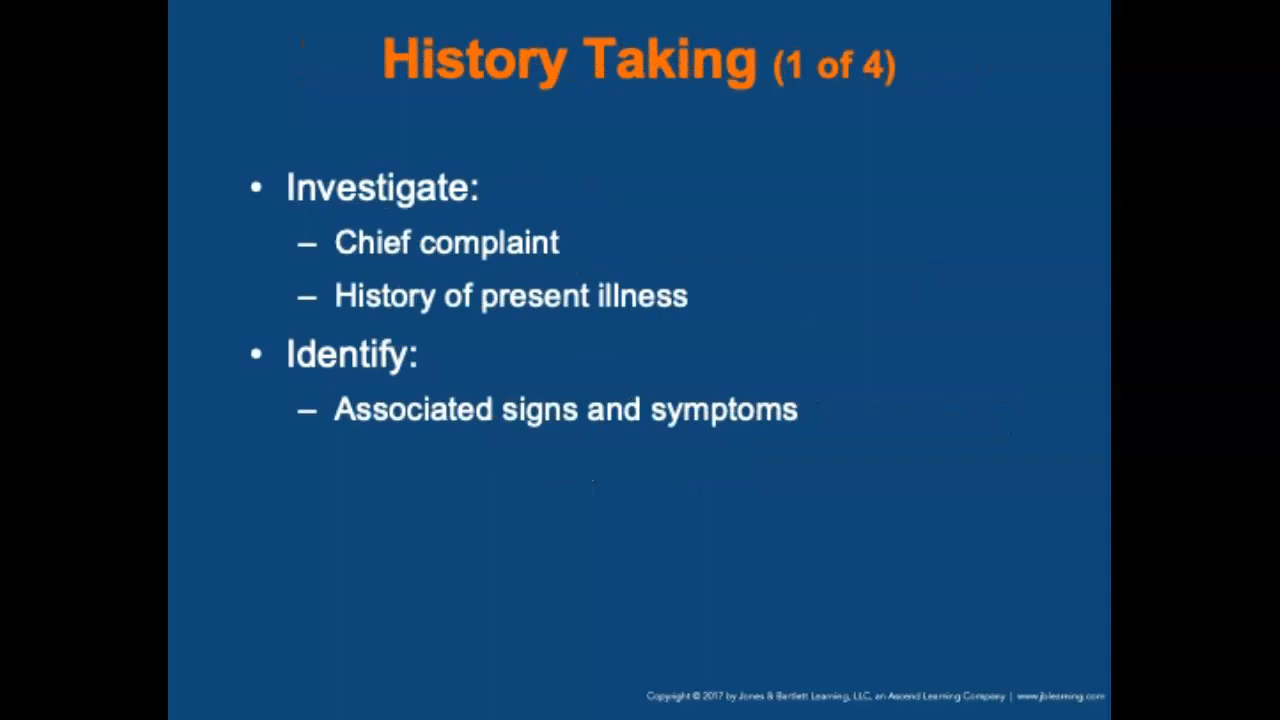 History Taking (1 of 4)
• Investigate:
– Chief complaint
– History of present illness
• Identify:
– Associated signs and symptoms
Copyright © 2017 by Jones & Bartlett Learning, LLC, an Ascend Learning Company | www.jblearning.com